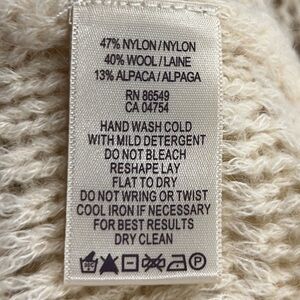 47% NYLON/NYLON
40% WOOL/LAINE
13% ALPACA/ALPAGA
RN 86549
CA 04754
HAND WASH COLD
WITH MILD DETERGENT
DO NOT BLEACH
RESHAPE LAY
FLAT TO DRY
DO NOT WRING OR TWIST
COOL IRON IF NECESSARY
FOR BEST RESULTS
DRY CLEAN
P